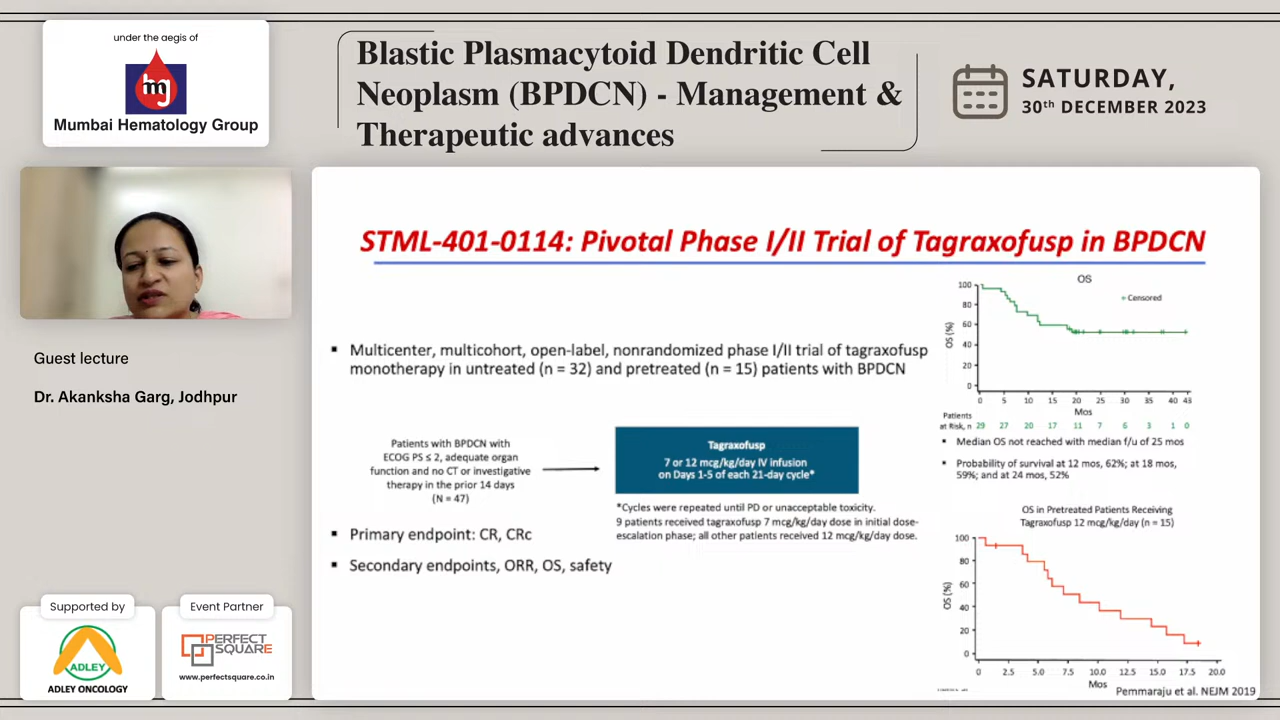 under the aegis of
mg
Mumbai Hematology Group
Blastic Plasmacytoid Dendritic Cell
Neoplasm (BPDCN) - Management &
Therapeutic advances
SATURDAY,
30th DECEMBER 2023
Guest lecture
Dr. Akanksha Garg, Jodhpur
Supported by
ADLEY
ADLEY ONCOLOGY
Event Partner
PERFECT
SQUARE
www.perfectsquare.co.in
STML-401-0114: Pivotal Phase I/II Trial of Tagraxofusp in BPDCN
▪ Multicenter, multicohort, open-label, nonrandomized phase I/II trial of tagraxofusp
monotherapy in untreated (n = 32) and pretreated (n = 15) patients with BPDCN
Patients with BPDCN with
ECOG PS ≤ 2, adequate organ
function and no CT or investigative
therapy in the prior 14 days
(N = 47)
Tagraxofusp
7 or 12 mcg/kg/day IV infusion
on Days 1-5 of each 21-day cycle*
*Cycles were repeated until PD or unacceptable toxicity.
9 patients received tagraxofusp 7 mcg/kg/day dose in initial dose-
escalation phase; all other patients received 12 mcg/kg/day dose.
▪ Primary endpoint: CR, CRc
▪ Secondary endpoints, ORR, OS, safety
OS
Censored
OS (%)
100
80
60
40
20
0
0 5 10 15 20 25 30 35 40 43
Mos
Patients
at Risk, n 29 27 20 17 11 7 6 3 1 0
▪ Median OS not reached with median f/u of 25 mos
▪ Probability of survival at 12 mos, 62%; at 18 mos,
59%; and at 24 mos, 52%
OS in Pretreated Patients Receiving
Tagraxofusp 12 mcg/kg/day (n = 15)
OS (%)
100
80
60
40
20
0
0 2.5 5.0 7.5 10.0 12.5 15.0 17.5 20.0
Mos
Pemmaraju et al. NEJM 2019